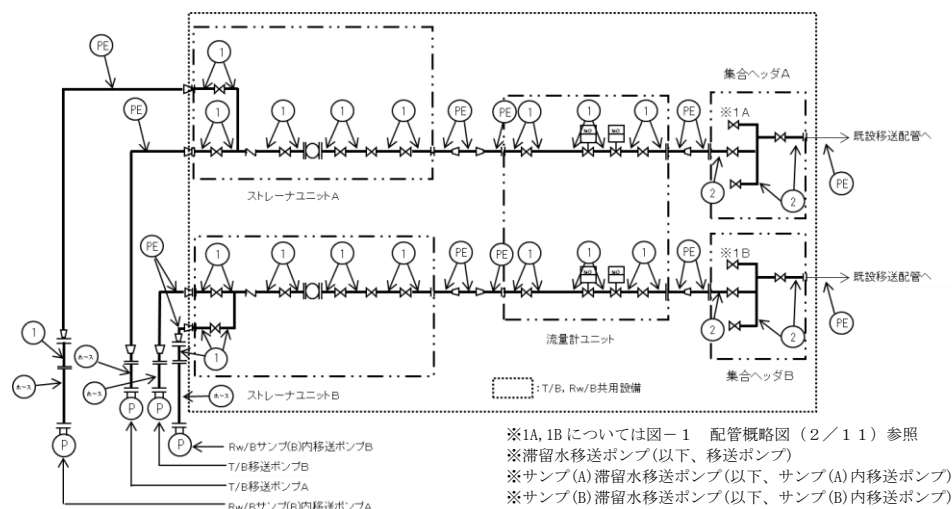 PE
1
PE
1
1
1
1
PE
PE
1
1
1
PE
集合ヘッダA
※1A
既設移送配管へ
2
2
PE
ストレーナユニットA
PE
1
1
1
1
PE
PE
1
1
1
PE
※1B
既設移送配管へ
2
2
PE
1
1
ホース
ホース
ホース
ホース
流量計ユニット
ストレーナユニットB
集合ヘッダB
:T/B, Rw/B共用設備
P
P
P
P
Rw/Bサンプ(B)内移送ポンプB
T/B移送ポンプB
T/B移送ポンプA
Rw/Bサンプ(B)内移送ポンプA
※1A,1Bについては図-1 配管概略図(2/11)参照
※滞留水移送ポンプ(以下、移送ポンプ)
※サンプ(A)滞留水移送ポンプ(以下、サンプ(A)内移送ポンプ)
※サンプ(B)滞留水移送ポンプ(以下、サンプ(B)内移送ポンプ)